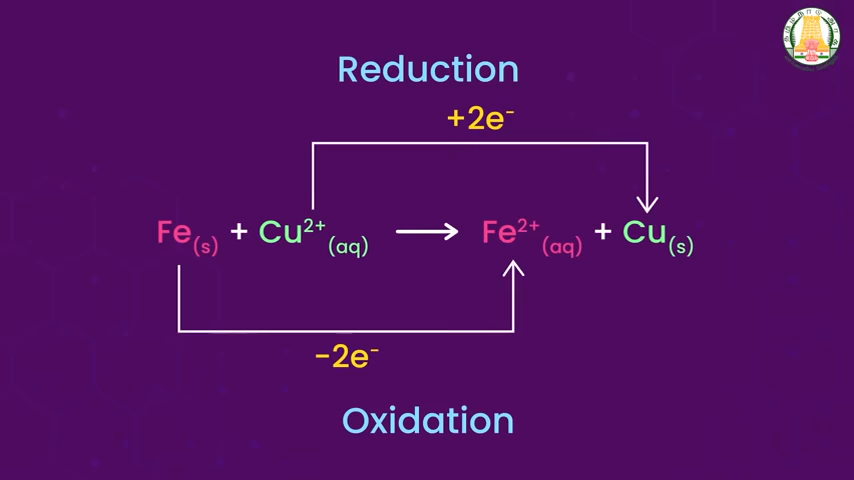 Reduction
+2e⁻
Fe(s) + Cu²⁺(aq) → Fe²⁺(aq) + Cu(s)
-2e⁻
Oxidation